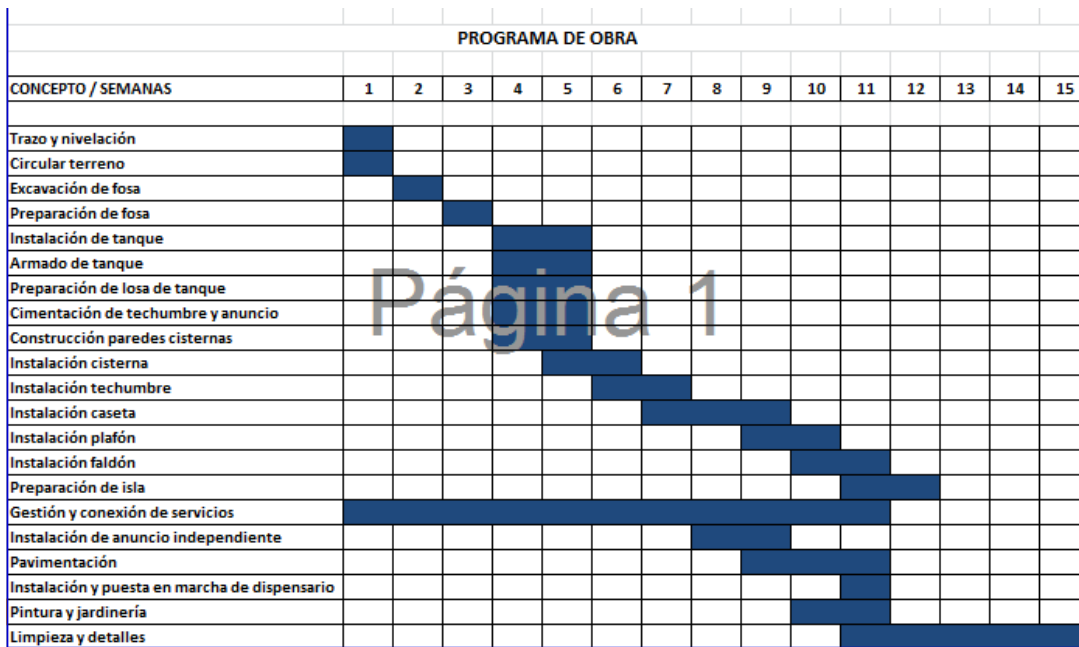 PROGRAMA DE OBRA
CONCEPTO / SEMANAS 1 2 3 4 5 6 7 8 9 10 11 12 13 14 15
Trazo y nivelación
Circular terreno
Excavación de fosa
Preparación de fosa
Instalación de tanque
Armado de tanque
Preparación de losa de tanque
Cimentación de techumbre y anuncio
Construcción paredes cisternas
Página 1
Instalación cisterna
Instalación techumbre
Instalación caseta
Instalación plafón
Instalación faldón
Preparación de isla
Gestión y conexión de servicios
Instalación de anuncio independiente
Pavimentación
Instalación y puesta en marcha de dispensario
Pintura y jardinería
Limpieza y detalles